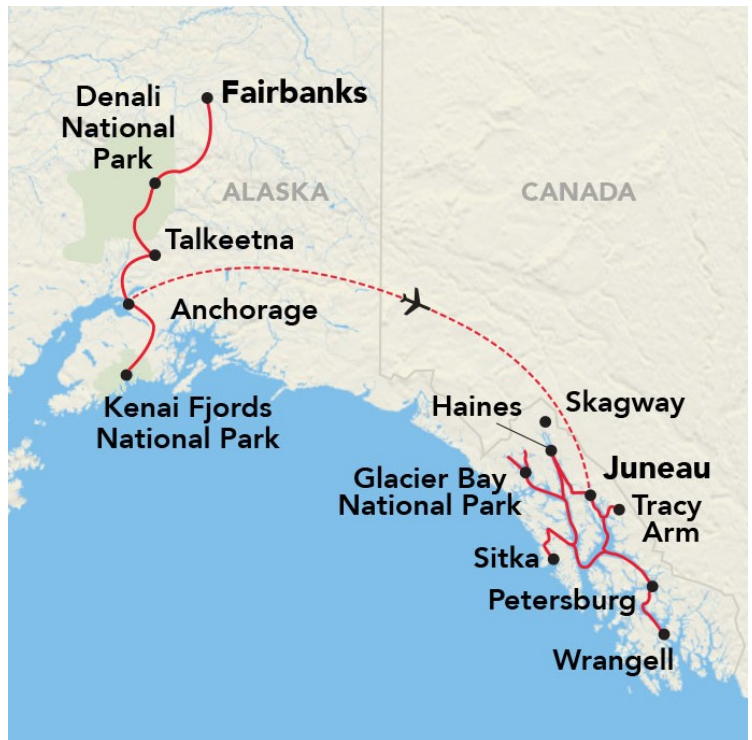 Fairbanks
Denali
National
Park
ALASKA
CANADA
Talkeetna
Anchorage
Kenai Fjords
National Park
Haines
Skagway
Juneau
Glacier Bay
National Park
Tracy
Arm
Sitka
Petersburg
Wrangell